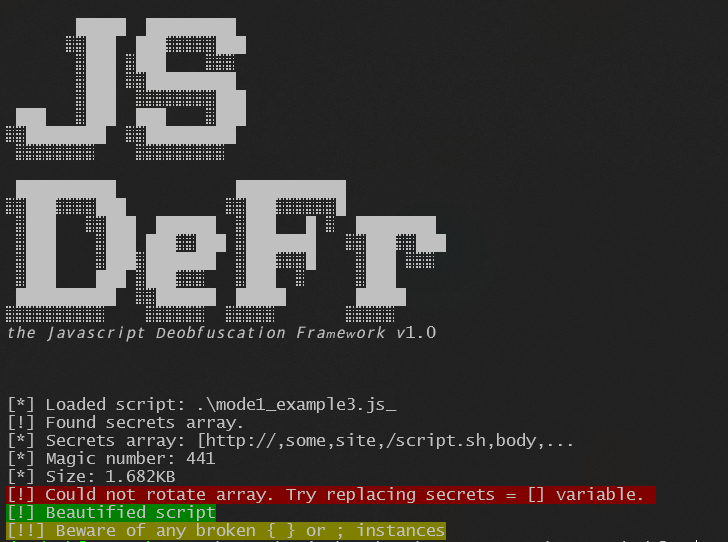 JS
DeFr
the Javascript Deobfuscation Framework v1.0
[*] Loaded script: .\mode1_example3.js_
[!] Found secrets array.
[*] Secrets array: [http://,some,site,/script.sh,body,...
[*] Magic number: 441
[*] Size: 1.682KB
[!] Could not rotate array. Try replacing secrets = [] variable.
[!] Beautified script
[!!] Beware of any broken { } or ; instances